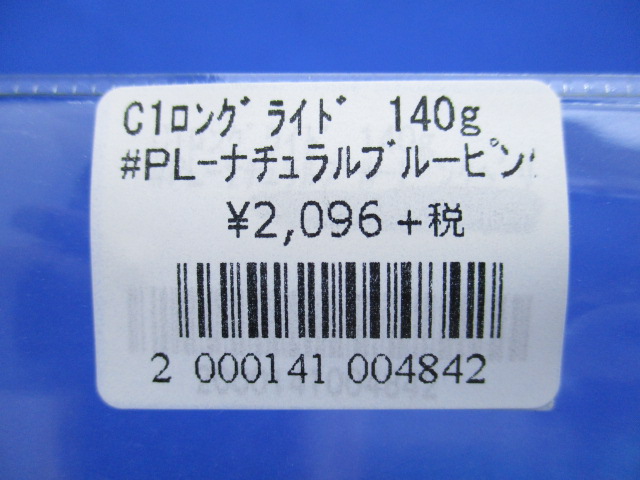 C1ﾛﾝｸﾞﾗｲﾄﾞ 140g
#PL-ナチュラルブルーピン
¥2,096+税
2 000141 004842